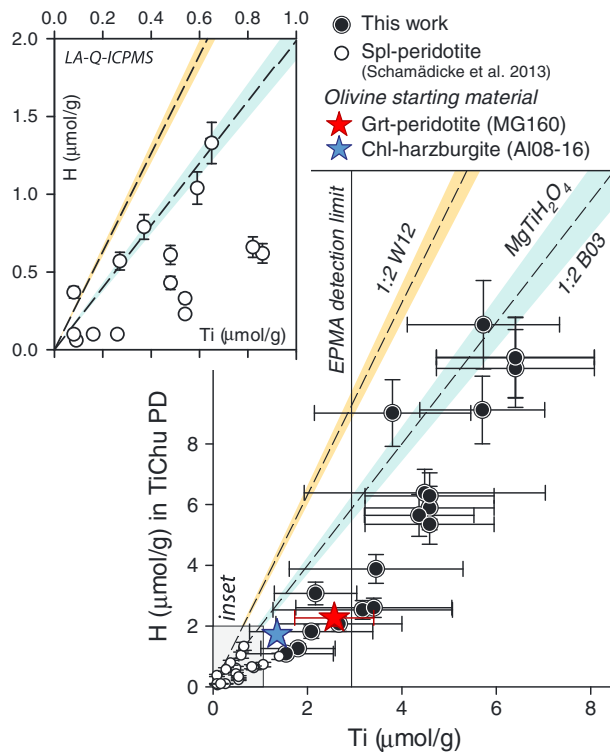 0.0 0.2 0.4 0.6 0.8 1.0
2.0
1.5
1.0
0.5
0.0
LA-Q-ICPMS
H (µmol/g)
Ti (µmol/g)
This work
Spl-peridotite
(Schamädicke et al. 2013)
Olivine starting material
Grt-peridotite (MG160)
Chl-harzburgite (Al08-16)
EPMA detection limit
1:2 W12
MgTiH2O4
1:2 B03
8
6
4
2
0
H (µmol/g) in TiChu PD
inset
0 2 4 6 8
Ti (µmol/g)